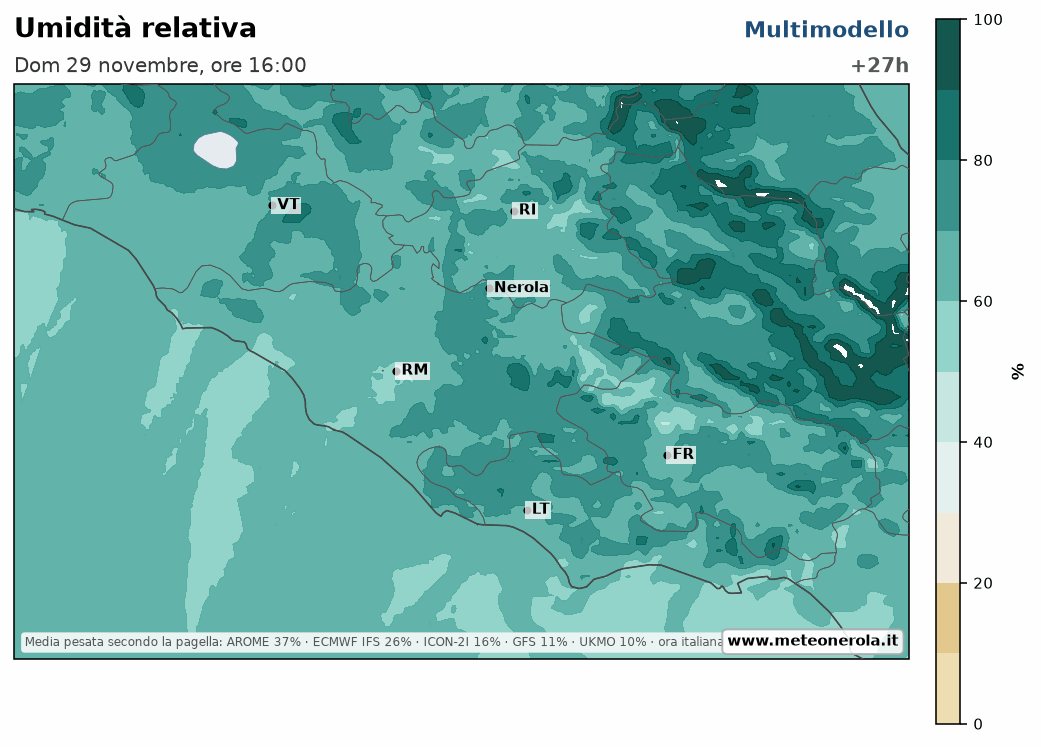 Umidità relativa
Multimodello
Dom 29 novembre, ore 16:00
+27h
100
80
60
40
20
0
%
VT
RI
Nerola
RM
FR
LT
Media pesata secondo la pagella: AROME 37% · ECMWF IFS 26% · ICON-2I 16% · GFS 11% · UKMO 10% · ora italiana
www.meteonerola.it